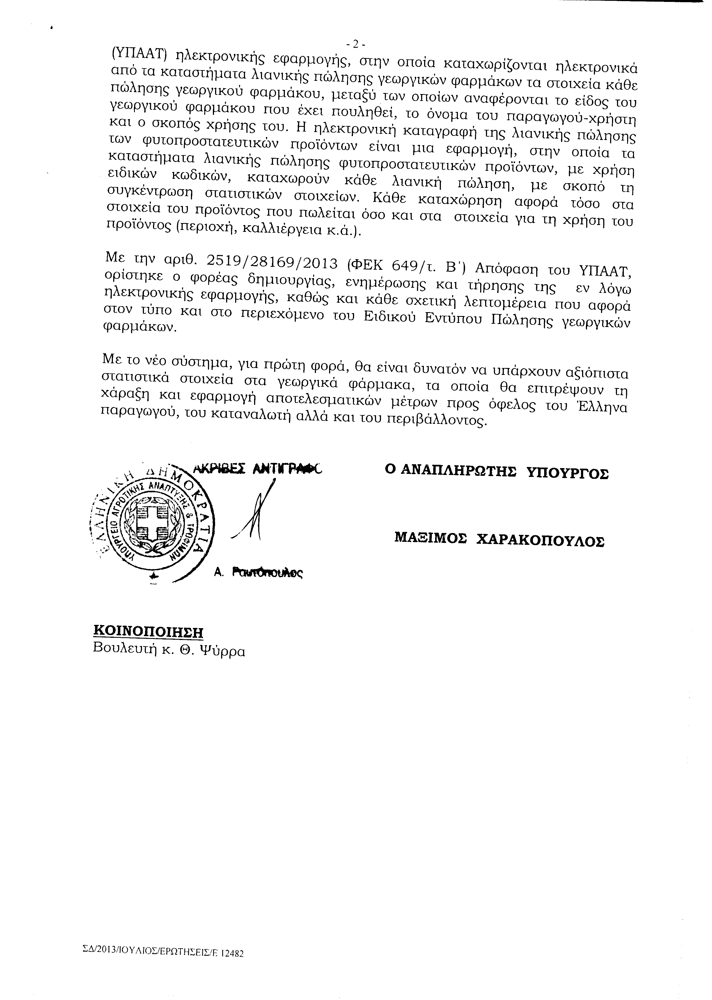 - 2 -
(ΥΠΑΑΤ) ηλεκτρονικής εφαρμογής, στην οποία καταχωρίζονται ηλεκτρονικά
από τα καταστήματα λιανικής πώλησης γεωργικών φαρμάκων τα στοιχεία κάθε
πώλησης γεωργικού φαρμάκου, μεταξύ των οποίων αναφέρονται το είδος του
γεωργικού φαρμάκου που έχει πουληθεί, το όνομα του παραγωγού-χρήστη
και ο σκοπός χρήσης του. Η ηλεκτρονική καταγραφή της λιανικής πώλησης
των φυτοπροστατευτικών προϊόντων είναι μια εφαρμογή, στην οποία τα
καταστήματα λιανικής πώλησης φυτοπροστατευτικών προϊόντων, με χρήση
ειδικών κωδικών, καταχωρούν κάθε λιανική πώληση, με σκοπό τη
συγκέντρωση στατιστικών στοιχείων. Κάθε καταχώρηση αφορά τόσο στα
στοιχεία του προϊόντος που πωλείται όσο και στα στοιχεία για τη χρήση του
προϊόντος (περιοχή, καλλιέργεια κ.ά.).
Με την αριθ. 2519/28169/2013 (ΦΕΚ 649/τ. Β΄) Απόφαση του ΥΠΑΑΤ,
ορίστηκε ο φορέας δημιουργίας, ενημέρωσης και τήρησης της εν λόγω
ηλεκτρονικής εφαρμογής, καθώς και κάθε σχετική λεπτομέρεια που αφορά
στον τύπο και στο περιεχόμενο του Ειδικού Εντύπου Πώλησης γεωργικών
φαρμάκων.
Με το νέο σύστημα, για πρώτη φορά, θα είναι δυνατόν να υπάρχουν αξιόπιστα
στατιστικά στοιχεία στα γεωργικά φάρμακα, τα οποία θα επιτρέψουν τη
χάραξη και εφαρμογή αποτελεσματικών μέτρων προς όφελος του Έλληνα
παραγωγού, του καταναλωτή αλλά και του περιβάλλοντος.
ΑΚΡΙΒΕΣ ΑΝΤΙΓΡΑΦΟ
Ο ΑΝΑΠΛΗΡΩΤΗΣ ΥΠΟΥΡΓΟΣ
ΕΛΛΗΝΙΚΗ ΔΗΜΟΚΡΑΤΙΑ
ΥΠΟΥΡΓΕΙΟ ΑΓΡΟΤΙΚΗΣ ΑΝΑΠΤΥΞΗΣ & ΤΡΟΦΙΜΩΝ
ΜΑΞΙΜΟΣ ΧΑΡΑΚΟΠΟΥΛΟΣ
Α.
ΚΟΙΝΟΠΟΙΗΣΗ
Βουλευτή κ. Θ. Ψύρρα
ΣΔ/2013/ΙΟΥΛΙΟΣ/ΕΡΩΤΗΣΕΙΣ/Ε 12482